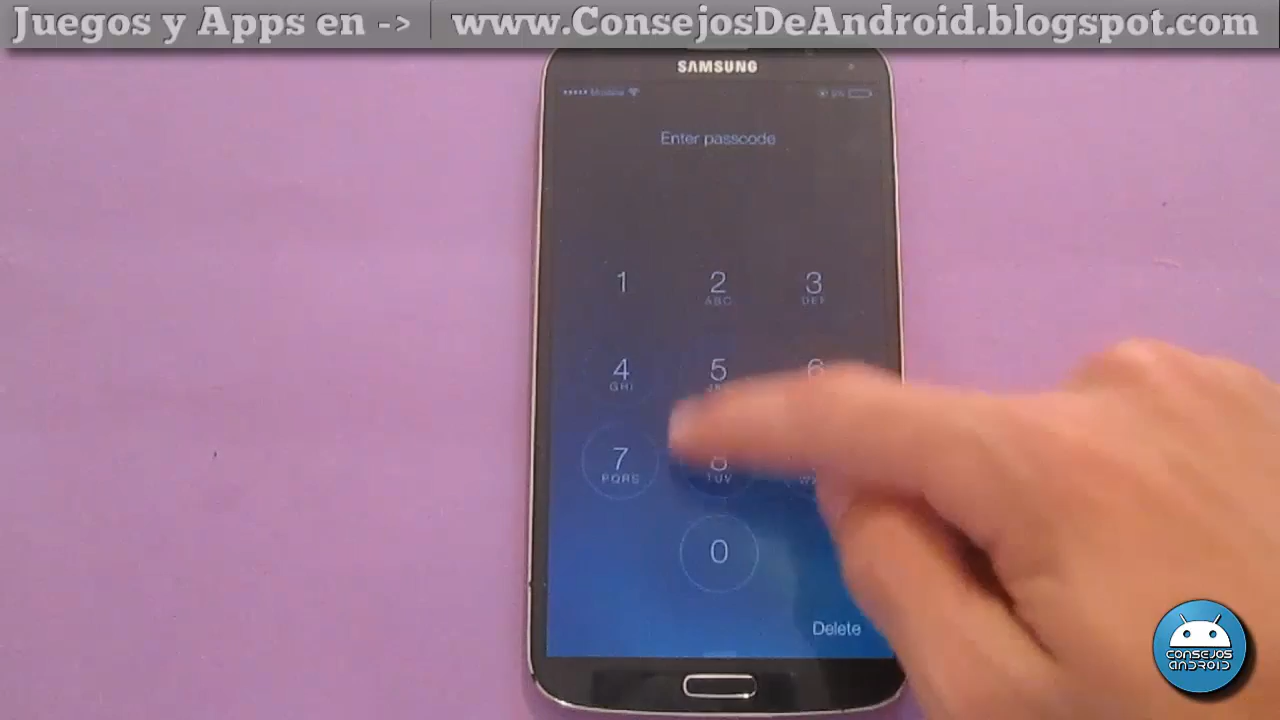 Juegos y Apps en -> | www.ConsejosDeAndroid.blogspot.com
SAMSUNG
Enter passcode
1 2 3
ABC DEF
4 5 6
GHI
7 8
PQRS TUV
0
Delete
CONSEJOS
ANDROID